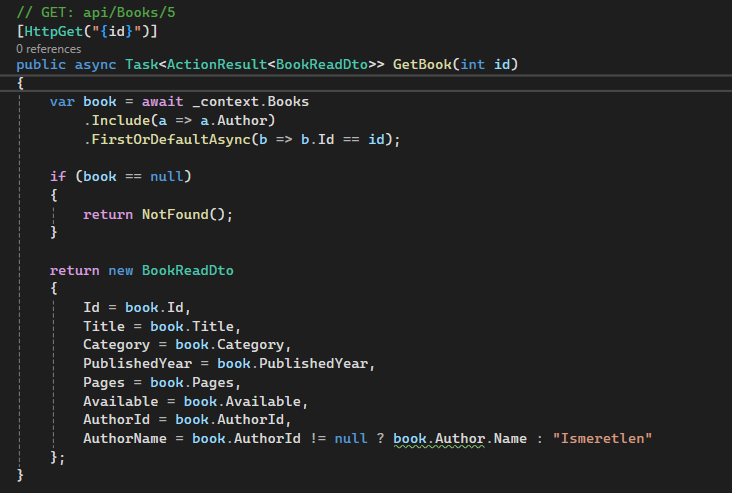 // GET: api/Books/5
[HttpGet("{id}")]
0 references
public async Task<ActionResult<BookReadDto>> GetBook(int id)
{
    var book = await _context.Books
        .Include(a => a.Author)
        .FirstOrDefaultAsync(b => b.Id == id);
    if (book == null)
    {
        return NotFound();
    }
    return new BookReadDto
    {
        Id = book.Id,
        Title = book.Title,
        Category = book.Category,
        PublishedYear = book.PublishedYear,
        Pages = book.Pages,
        Available = book.Available,
        AuthorId = book.AuthorId,
        AuthorName = book.AuthorId != null ? book.Author.Name : "Ismeretlen"
    };
}